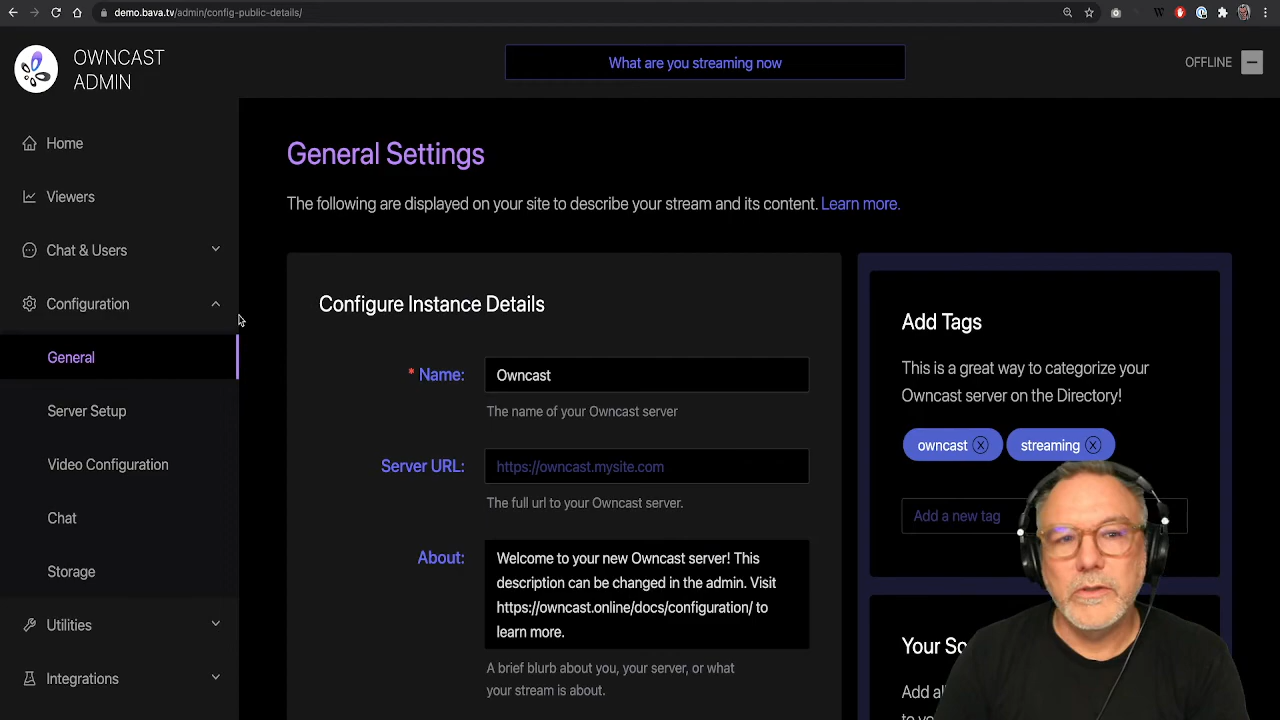 demo.bava.tv/admin/config-public-details/
OWNCAST
ADMIN
What are you streaming now
OFFLINE
Home
Viewers
Chat & Users
Configuration
General
Server Setup
Video Configuration
Chat
Storage
Utilities
Integrations
General Settings
The following are displayed on your site to describe your stream and its content. Learn more.
Configure Instance Details
* Name:
Owncast
The name of your Owncast server
Server URL:
https://owncast.mysite.com
The full url to your Owncast server.
About:
Welcome to your new Owncast server! This
description can be changed in the admin. Visit
https://owncast.online/docs/configuration/ to
learn more.
A brief blurb about you, your server, or what
your stream is about.
Add Tags
This is a great way to categorize your
Owncast server on the Directory!
owncast
streaming
Add a new tag
Your
Add